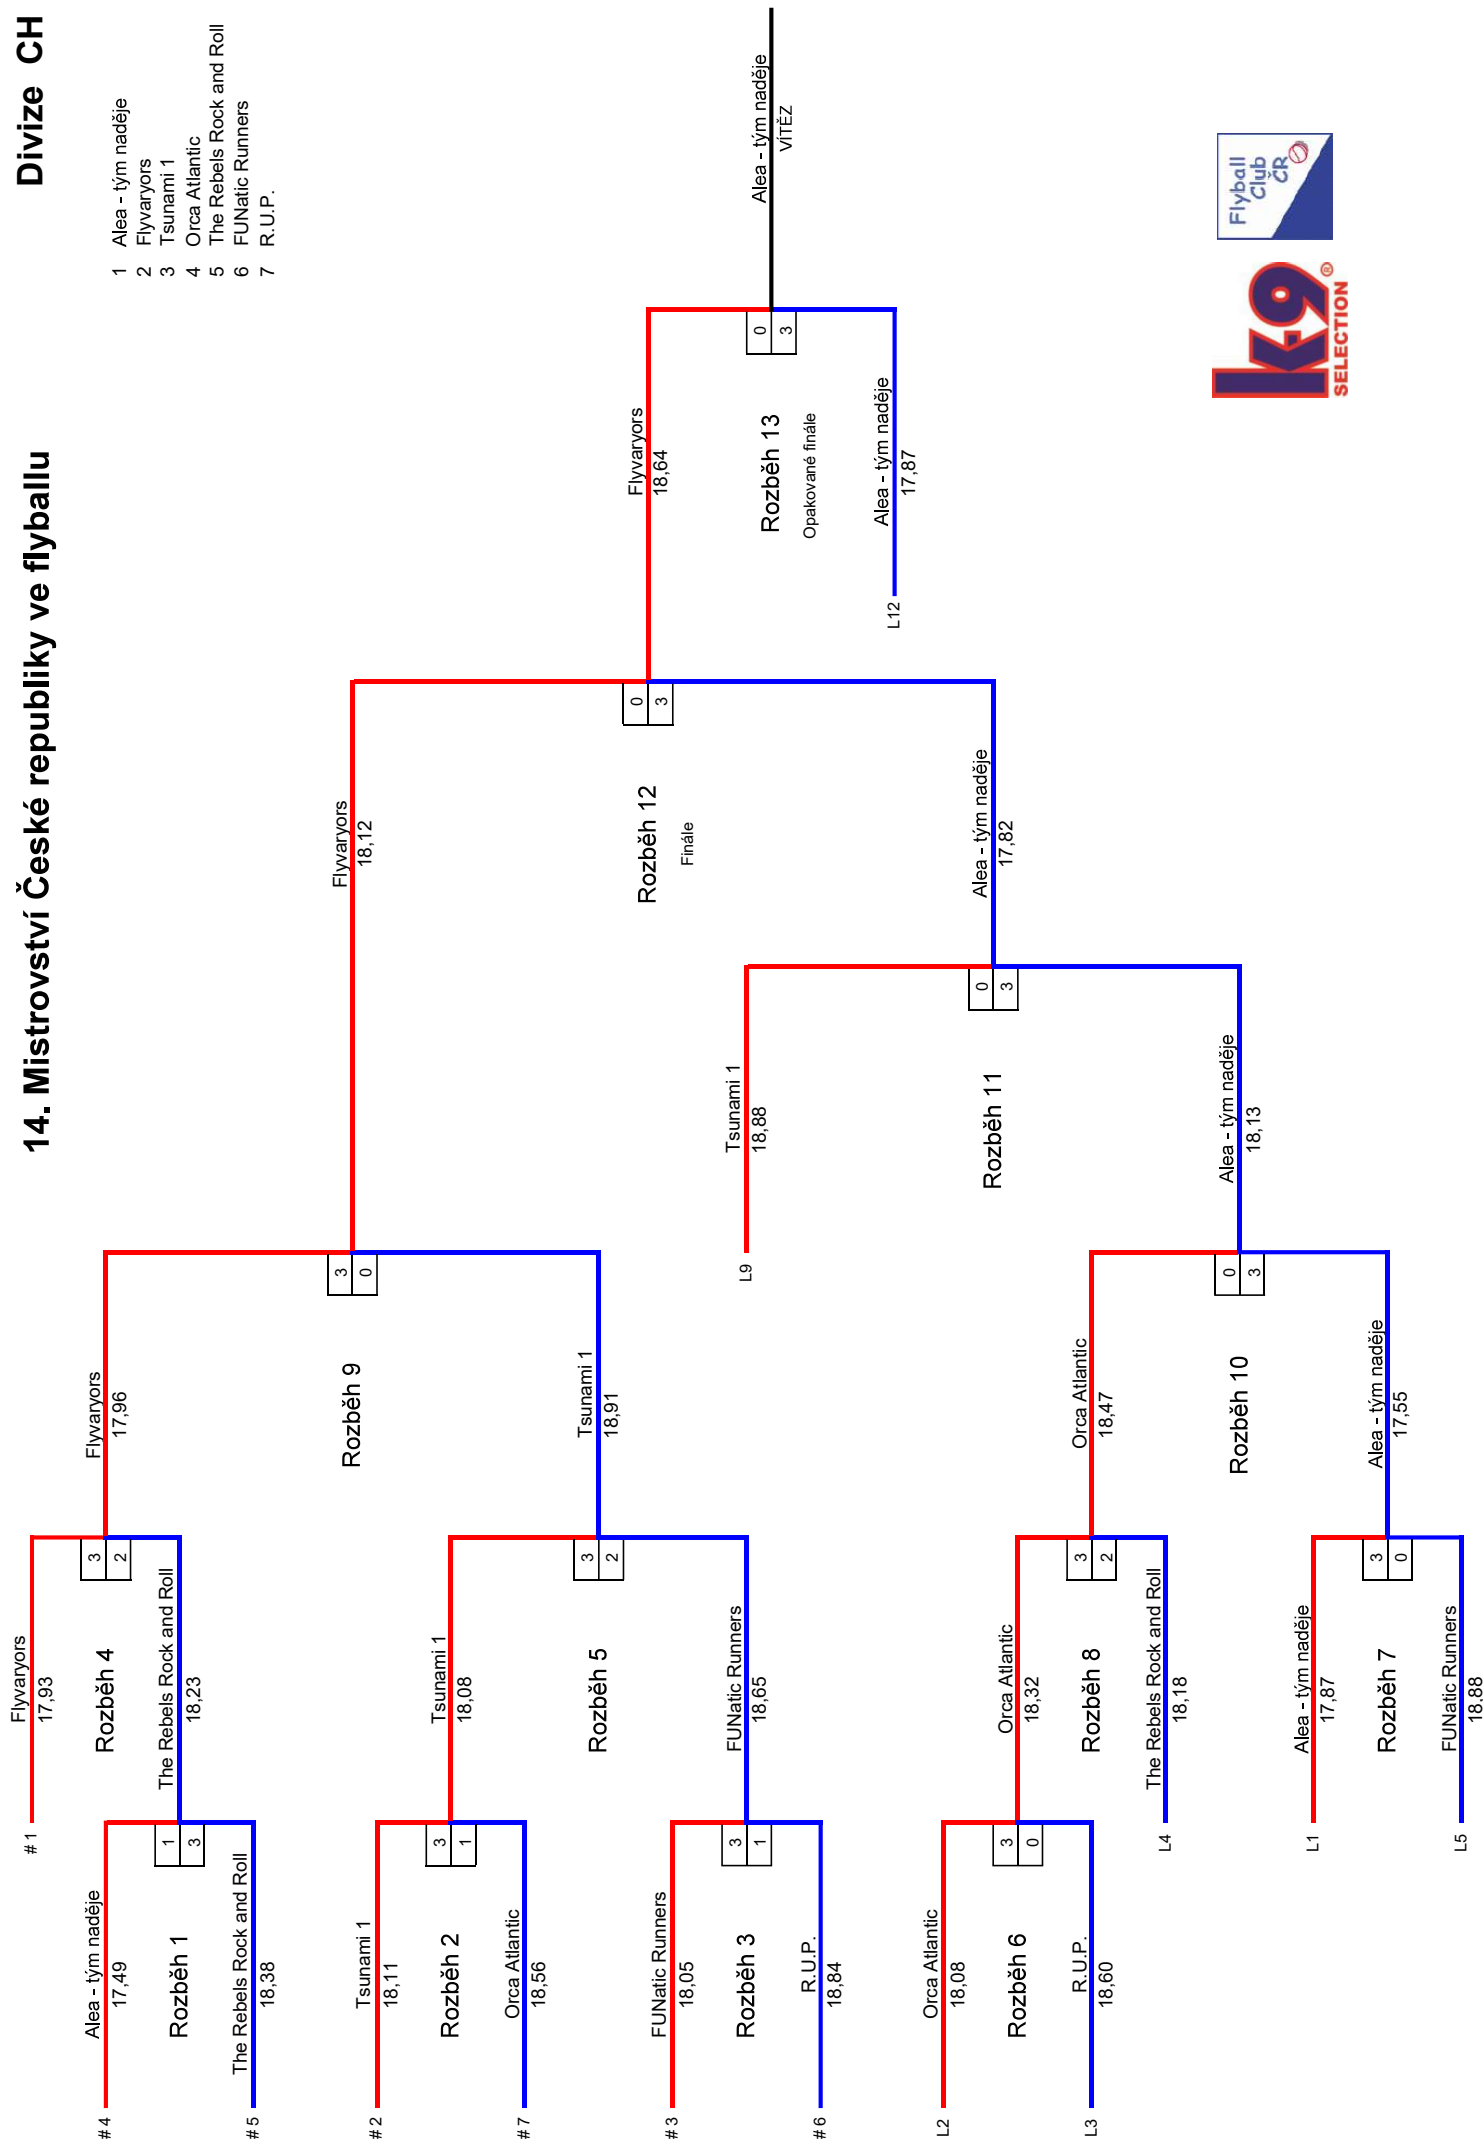 14. Mistrovství České republiky ve flyballu
Divize CH
1 Alea - tým naděje
2 Flyvaryors
3 Tsunami 1
4 Orca Atlantic
5 The Rebels Rock and Roll
6 FUNatic Runners
7 R.U.P.
# 1
Flyvaryors
17,93
# 4
Alea - tým naděje
17,49
Rozběh 1
1
3
# 5
The Rebels Rock and Roll
18,38
Rozběh 4
3
2
The Rebels Rock and Roll
18,23
Flyvaryors
17,96
# 2
Tsunami 1
18,11
Rozběh 2
3
1
# 7
Orca Atlantic
18,56
Tsunami 1
18,08
Rozběh 5
3
2
# 3
FUNatic Runners
18,05
Rozběh 3
3
1
# 6
R.U.P.
18,84
FUNatic Runners
18,65
Rozběh 9
3
0
Tsunami 1
18,91
Flyvaryors
18,12
L2
Orca Atlantic
18,08
Rozběh 6
3
0
L3
R.U.P.
18,60
Orca Atlantic
18,32
Rozběh 8
3
2
L4
The Rebels Rock and Roll
18,18
L1
Alea - tým naděje
17,87
Rozběh 7
3
0
L5
FUNatic Runners
18,88
Orca Atlantic
18,47
Rozběh 10
0
3
Alea - tým naděje
17,55
L9
Tsunami 1
18,88
Rozběh 11
0
3
Alea - tým naděje
18,13
Rozběh 12
Finále
0
3
Alea - tým naděje
17,82
Flyvaryors
18,64
Rozběh 13
Opakované finále
0
3
L12
Alea - tým naděje
17,87
Alea - tým naděje
VÍTĚZ
k-9
SELECTION
®
Flyball
Club
ČR